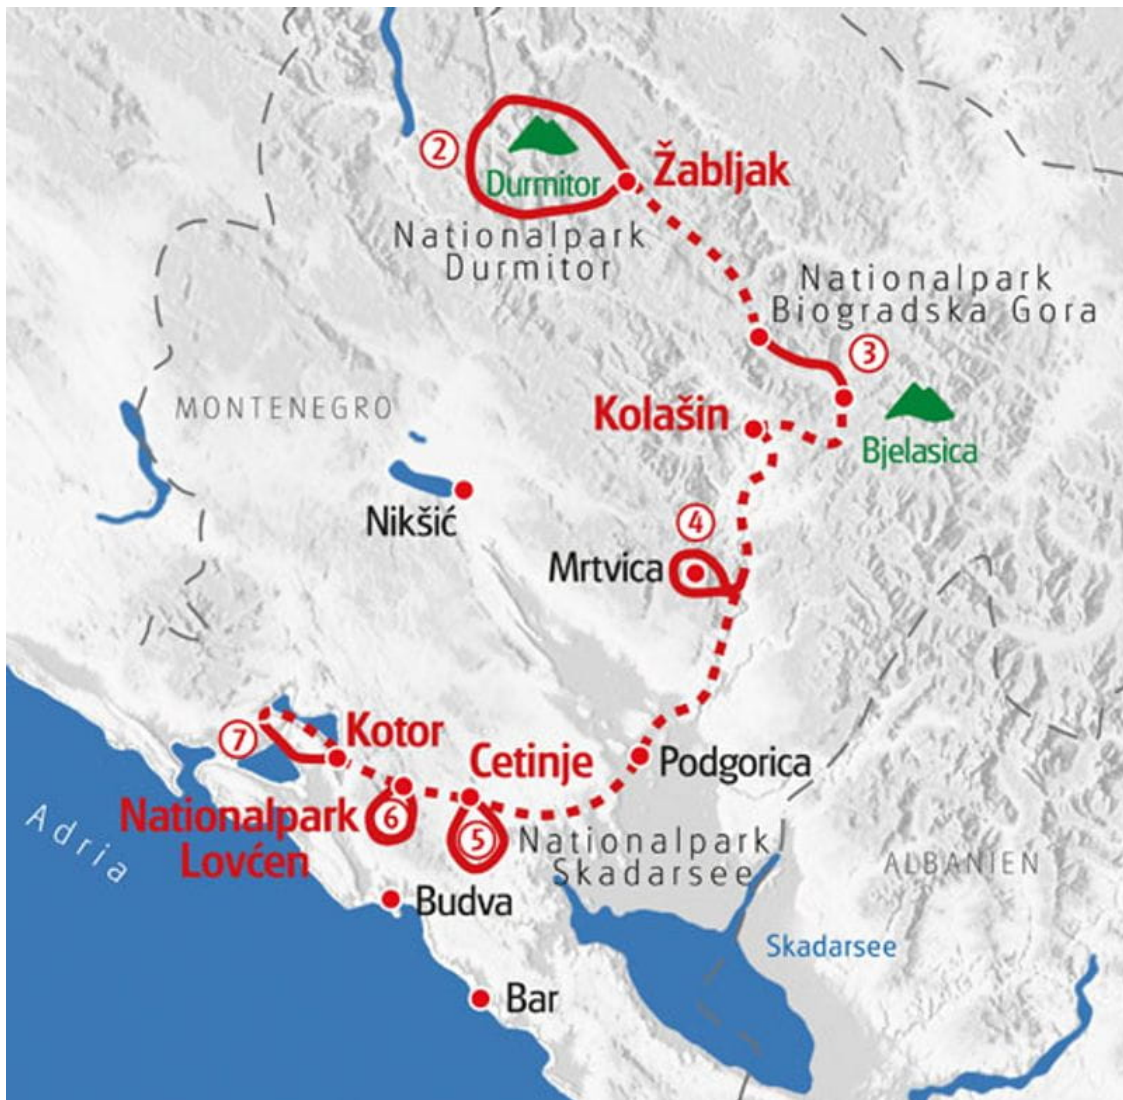 ②
Žabljak
Durmitor
Nationalpark
Durmitor
Nationalpark
Biogradska Gora
③
MONTENEGRO
Kolašin
Bjelasica
Nikšić
④
Mrtvica
⑦
Kotor
Cetinje
Podgorica
Nationalpark
Lovćen
⑥
⑤
Nationalpark
Skadarsee
Adria
ALBANIEN
Budva
Skadarsee
Bar